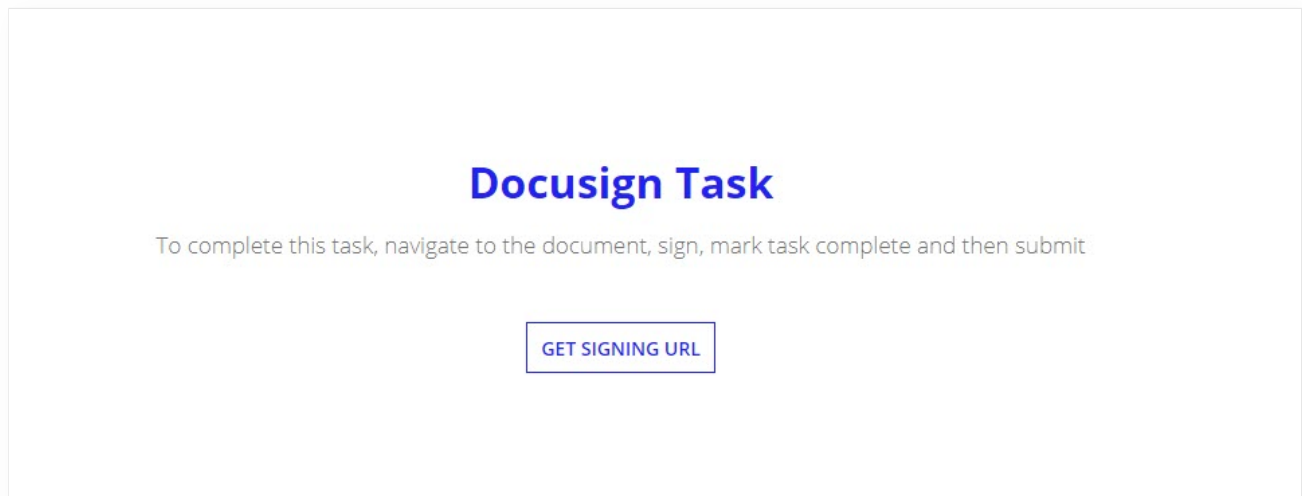 Docusign Task
To complete this task, navigate to the document, sign, mark task complete and then submit
GET SIGNING URL